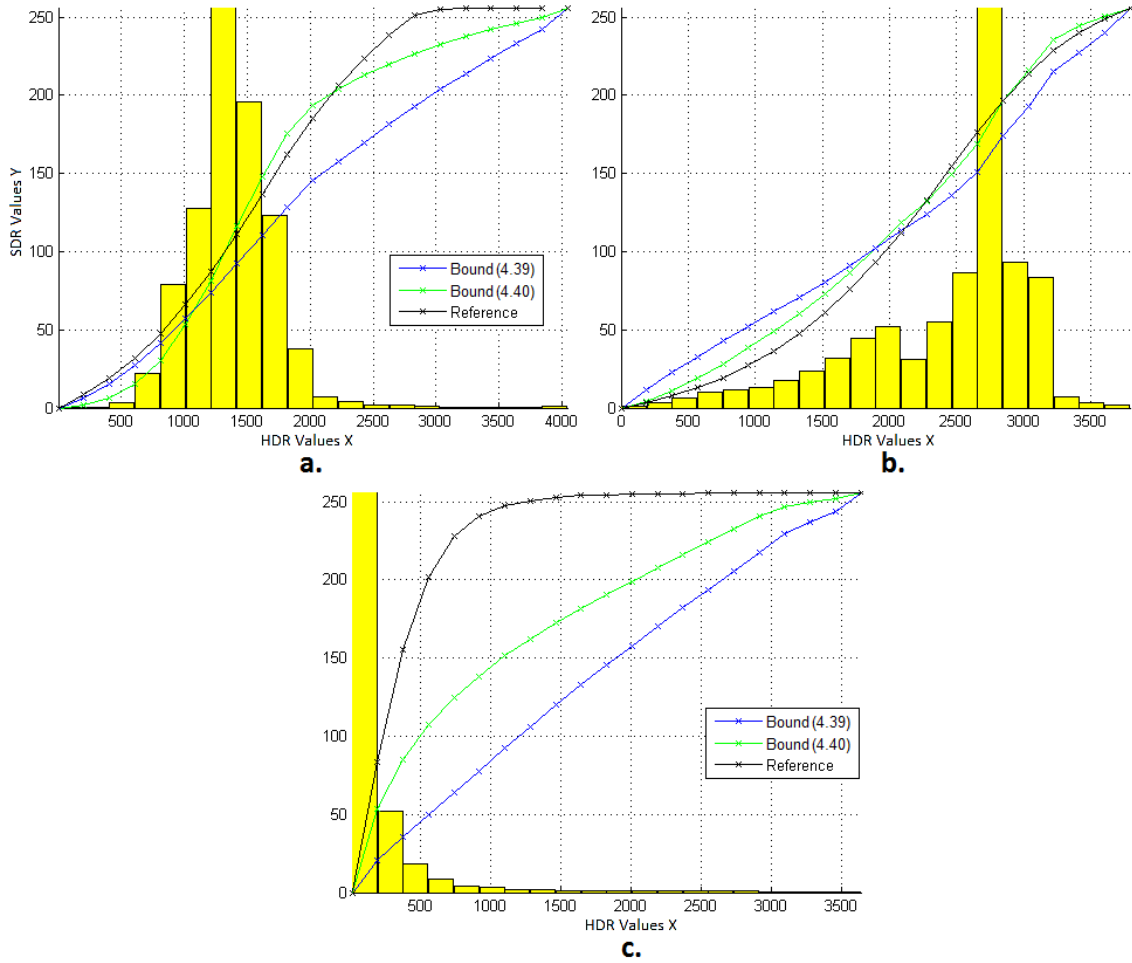 250
200
150
100
50
0
SDR Values Y
500 1000 1500 2000 2500 3000 3500 4000
HDR Values X
Bound (4.39)
Bound (4.40)
Reference
a.
250
200
150
100
50
0
0 500 1000 1500 2000 2500 3000 3500
HDR Values X
b.
250
200
150
100
50
0
500 1000 1500 2000 2500 3000 3500
HDR Values X
Bound (4.39)
Bound (4.40)
Reference
c.